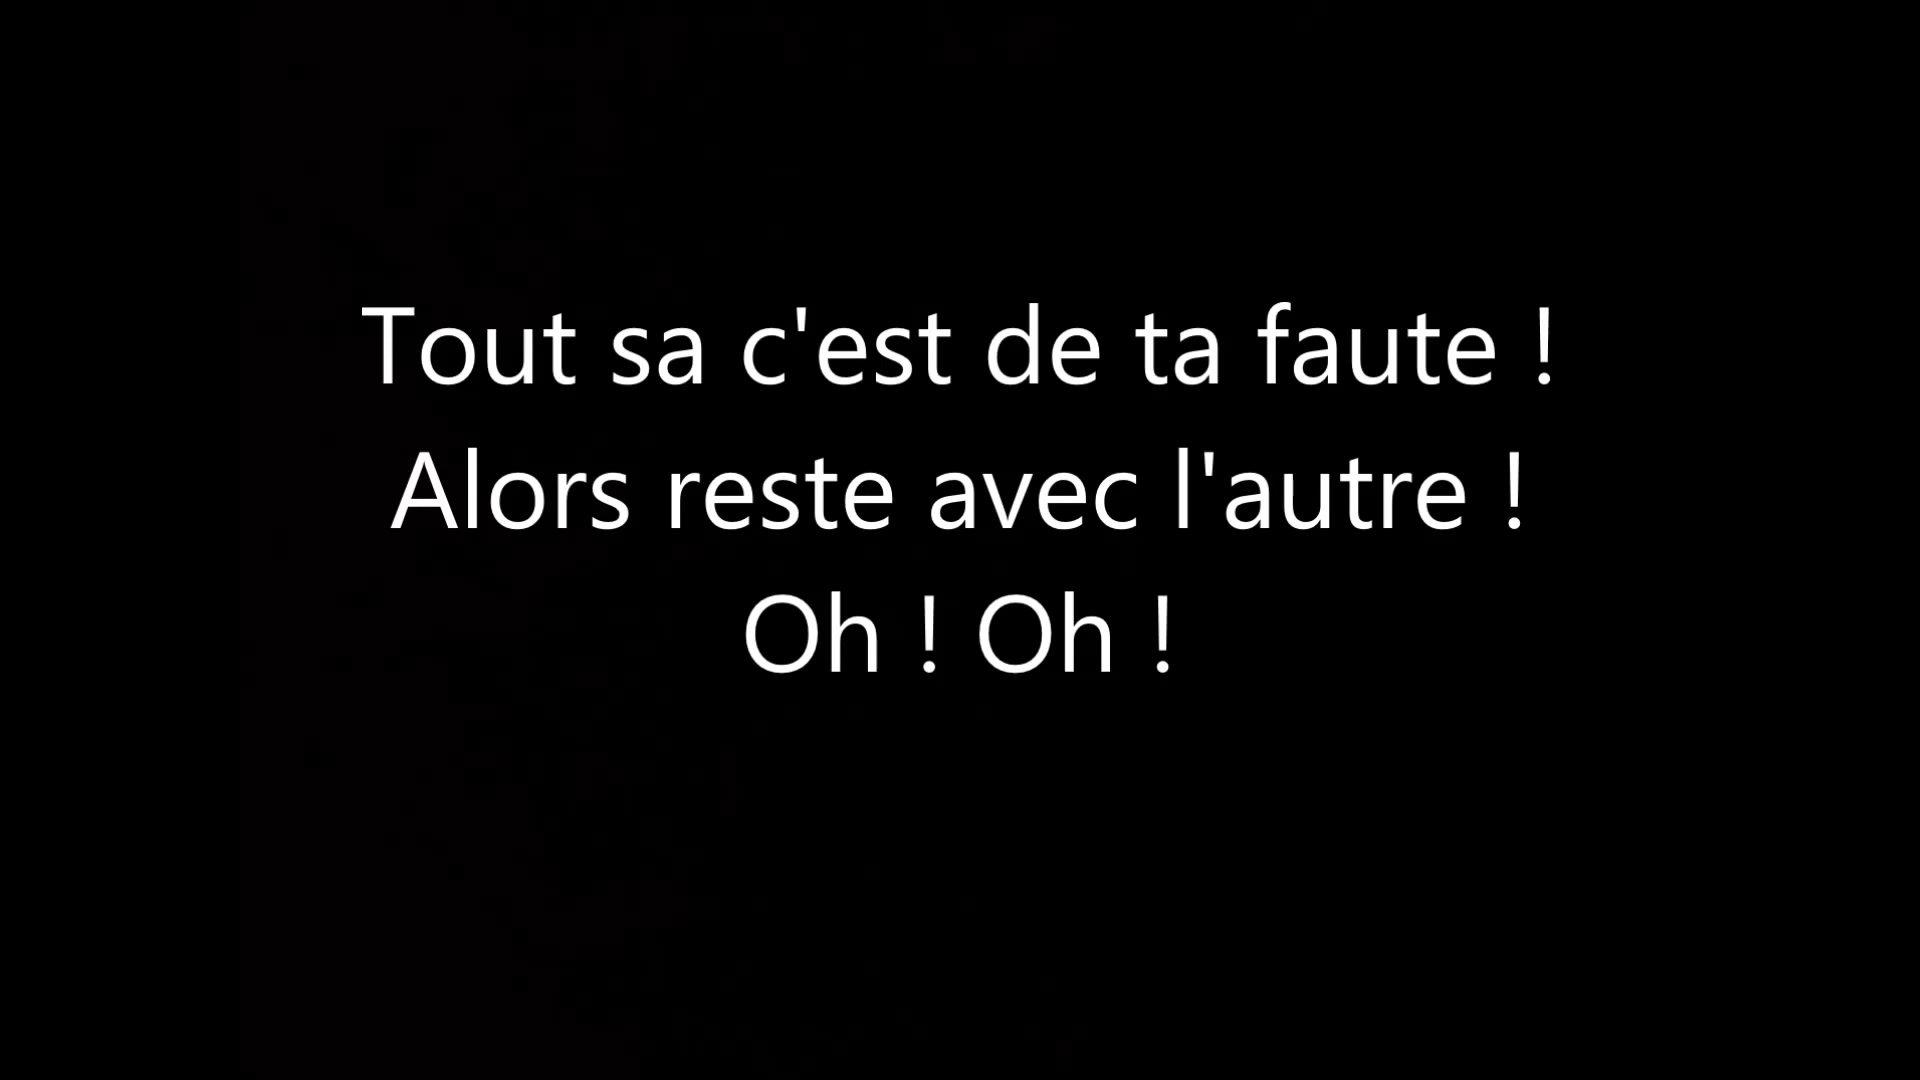 Tout sa c'est de ta faute !
Alors reste avec l'autre !
Oh ! Oh !